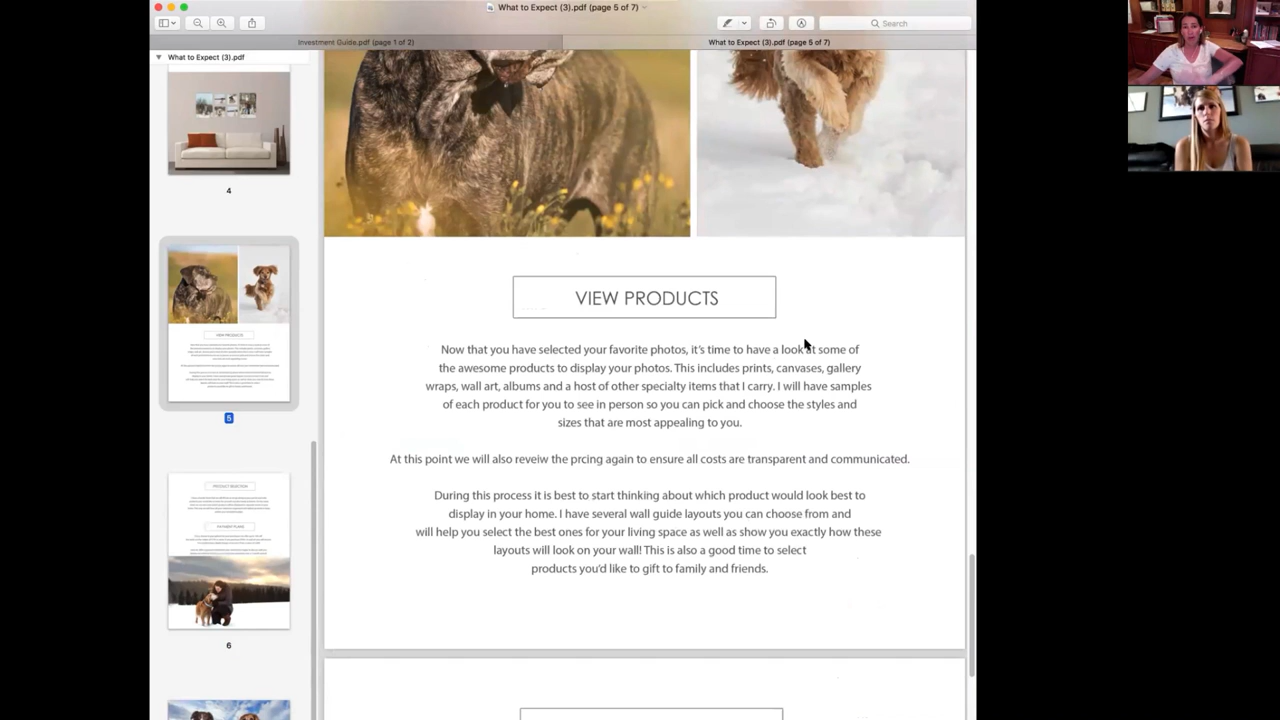 What to Expect (3).pdf (page 5 of 7)
Search
Investment Guide.pdf (page 1 of 2)
What to Expect (3).pdf (page 5 of 7)
What to Expect (3).pdf
4
5
VIEW PRODUCTS
PRODUCT SELECTION
PAYMENT PLANS
6
VIEW PRODUCTS
Now that you have selected your favorite photos, it's time to have a look at some of
the awesome products to display your photos. This includes prints, canvases, gallery
wraps, wall art, albums and a host of other specialty items that I carry. I will have samples
of each product for you to see in person so you can pick and choose the styles and
sizes that are most appealing to you.
At this point we will also reveiw the prcing again to ensure all costs are transparent and communicated.
During this process it is best to start thinking about which product would look best to
display in your home. I have several wall guide layouts you can choose from and
will help you select the best ones for your living space as well as show you exactly how these
layouts will look on your wall! This is also a good time to select
products you'd like to gift to family and friends.